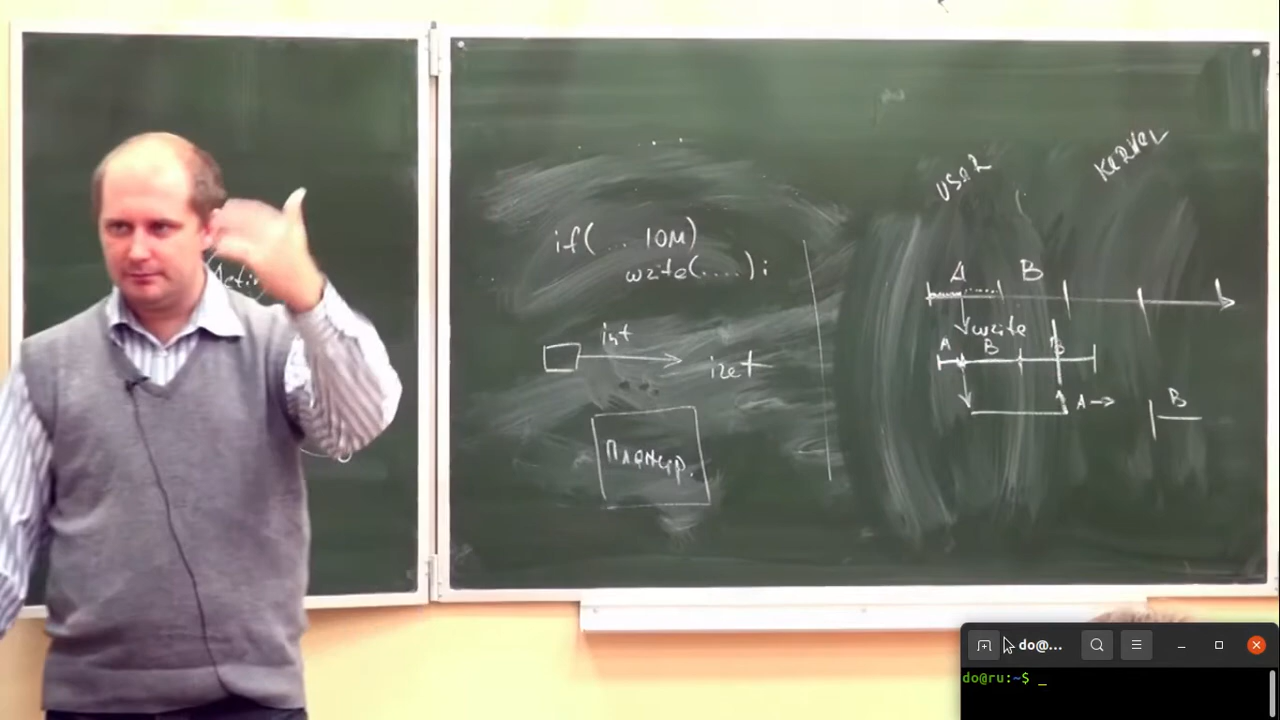 if( ... 10M)
write(....);
int
iret
Планир.
USER
KERNEL
A B
write
A B B
A →
B
do@...
do@ru:~$ _